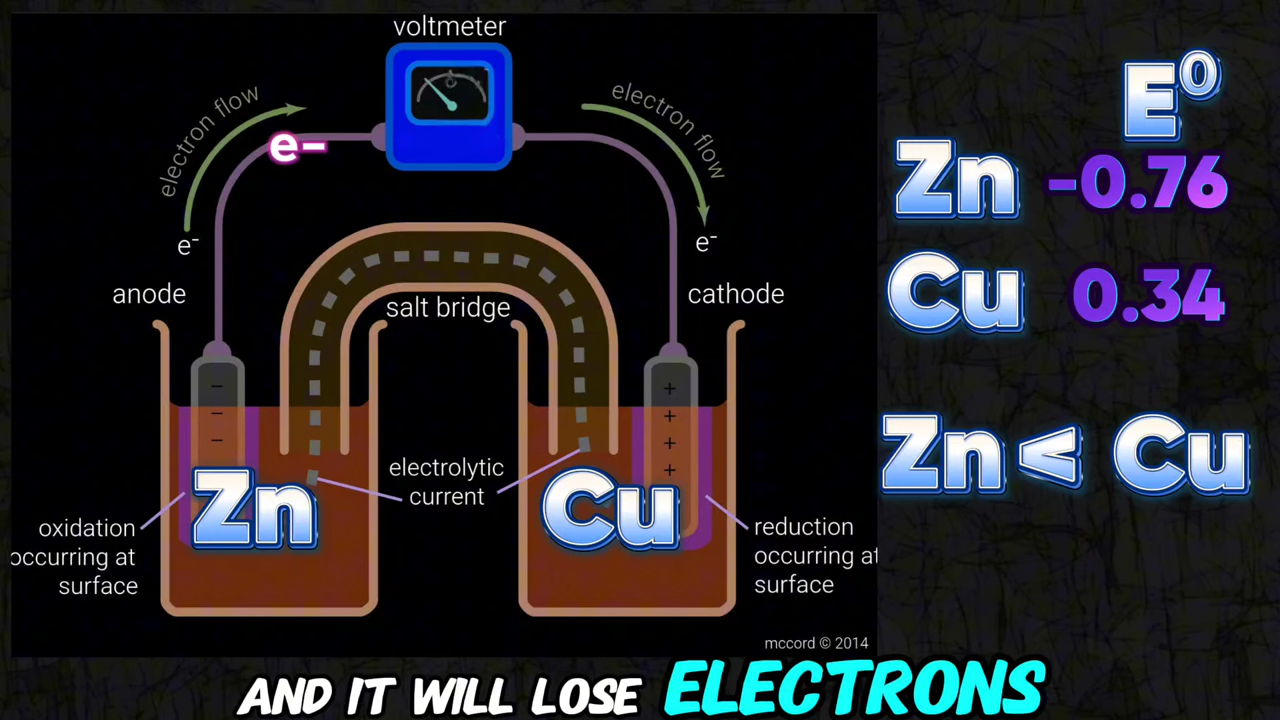 voltmeter
electron flow
electron flow
e-
e-
e-
anode
cathode
salt bridge
− − −
+ + + +
electrolytic
current
Zn
Cu
oxidation
occurring at
surface
reduction
occurring at
surface
mccord © 2014
E⁰
Zn -0.76
Cu 0.34
Zn < Cu
AND IT WILL LOSE ELECTRONS